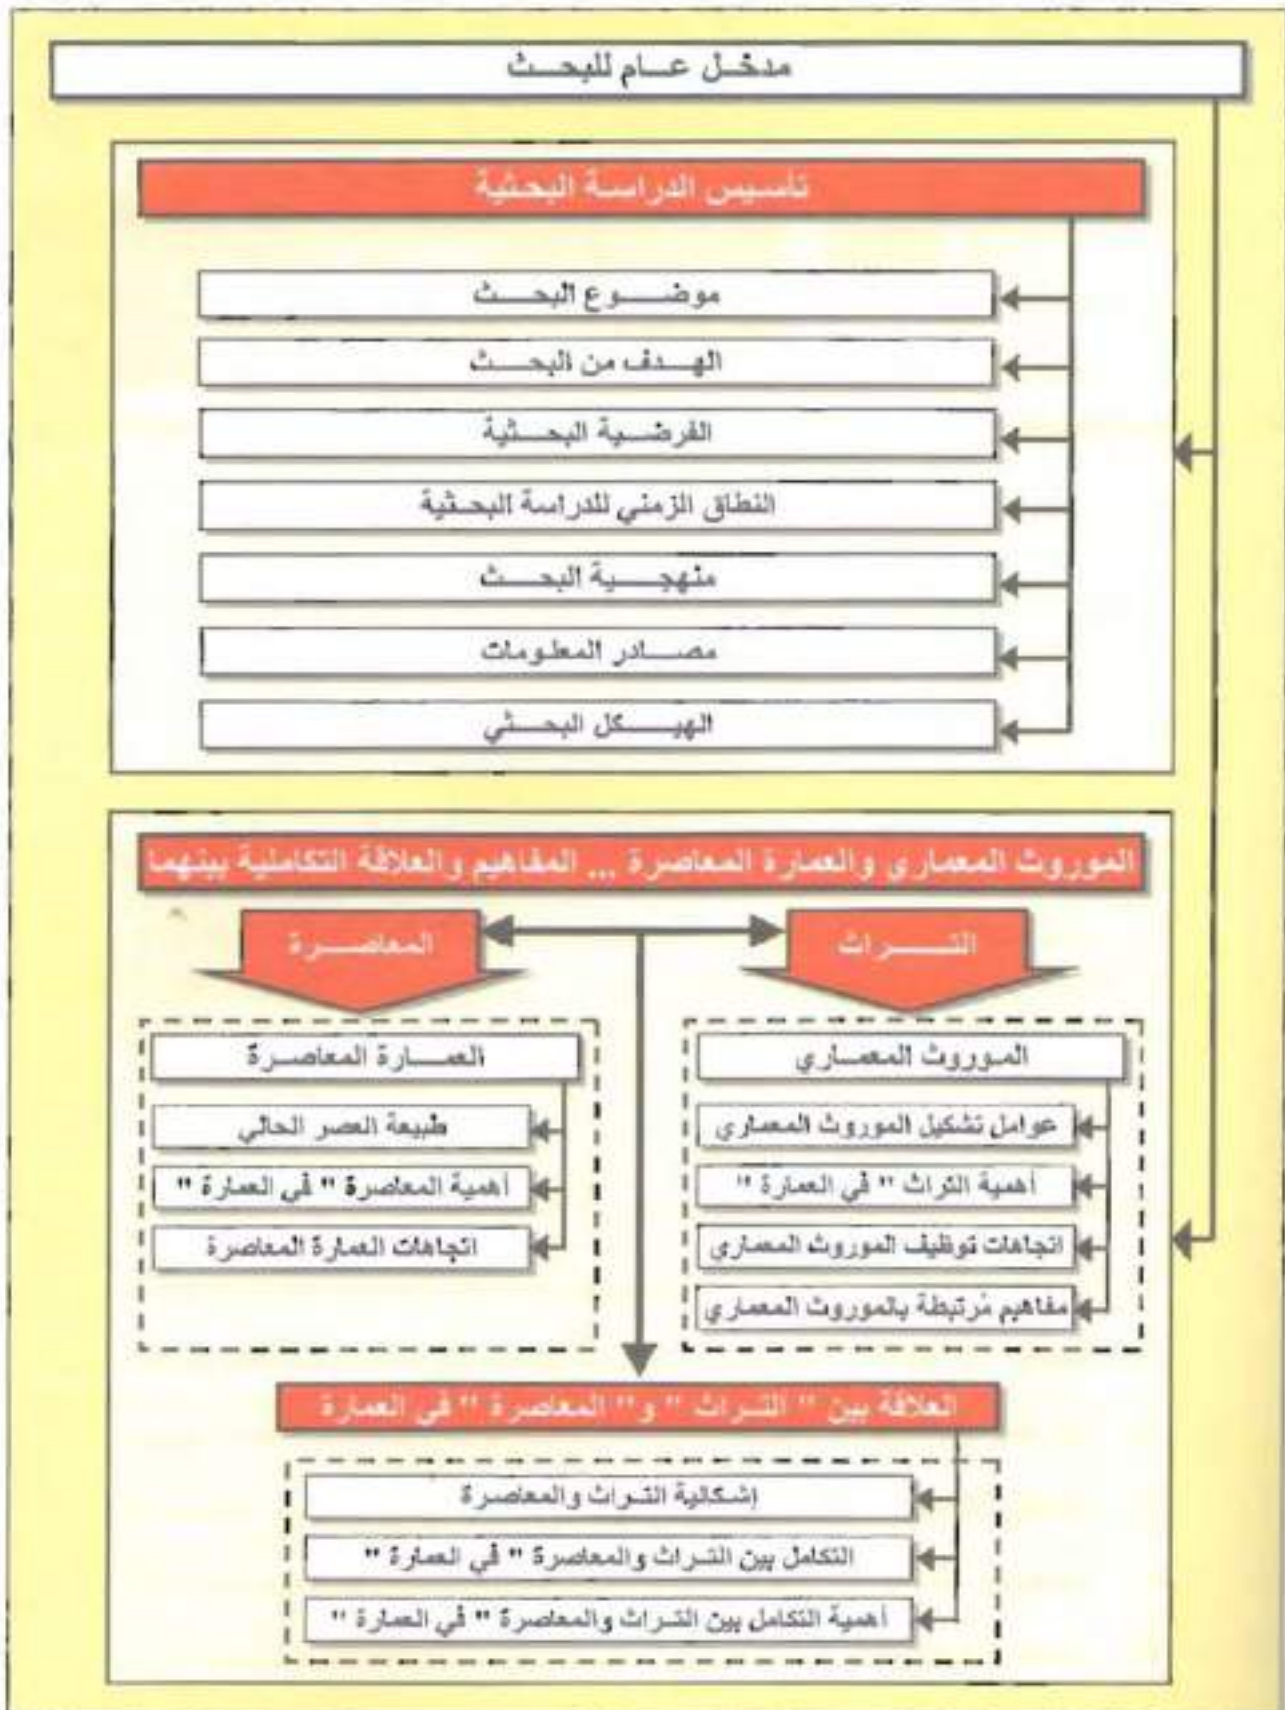 مدخل عام للبحث
تأسيس الدراسة البحثية
موضوع البحث
الهدف من البحث
الفرضية البحثية
النطاق الزمني للدراسة البحثية
منهجية البحث
مصادر المعلومات
الهيكل البحثي
الموروث المعماري والعمارة المعاصرة ... المفاهيم والعلاقة التكاملية بينهما
التراث
المعاصرة
الموروث المعماري
عوامل تشكيل الموروث المعماري
أهمية التراث " في العمارة "
اتجاهات توظيف الموروث المعماري
مفاهيم مُرتبطة بالموروث المعماري
العمارة المعاصرة
طبيعة العصر الحالي
أهمية المعاصرة " في العمارة "
اتجاهات العمارة المعاصرة
العلاقة بين " التراث " و" المعاصرة " في العمارة
إشكالية التراث والمعاصرة
التكامل بين التراث والمعاصرة " في العمارة "
أهمية التكامل بين التراث والمعاصرة " في العمارة "